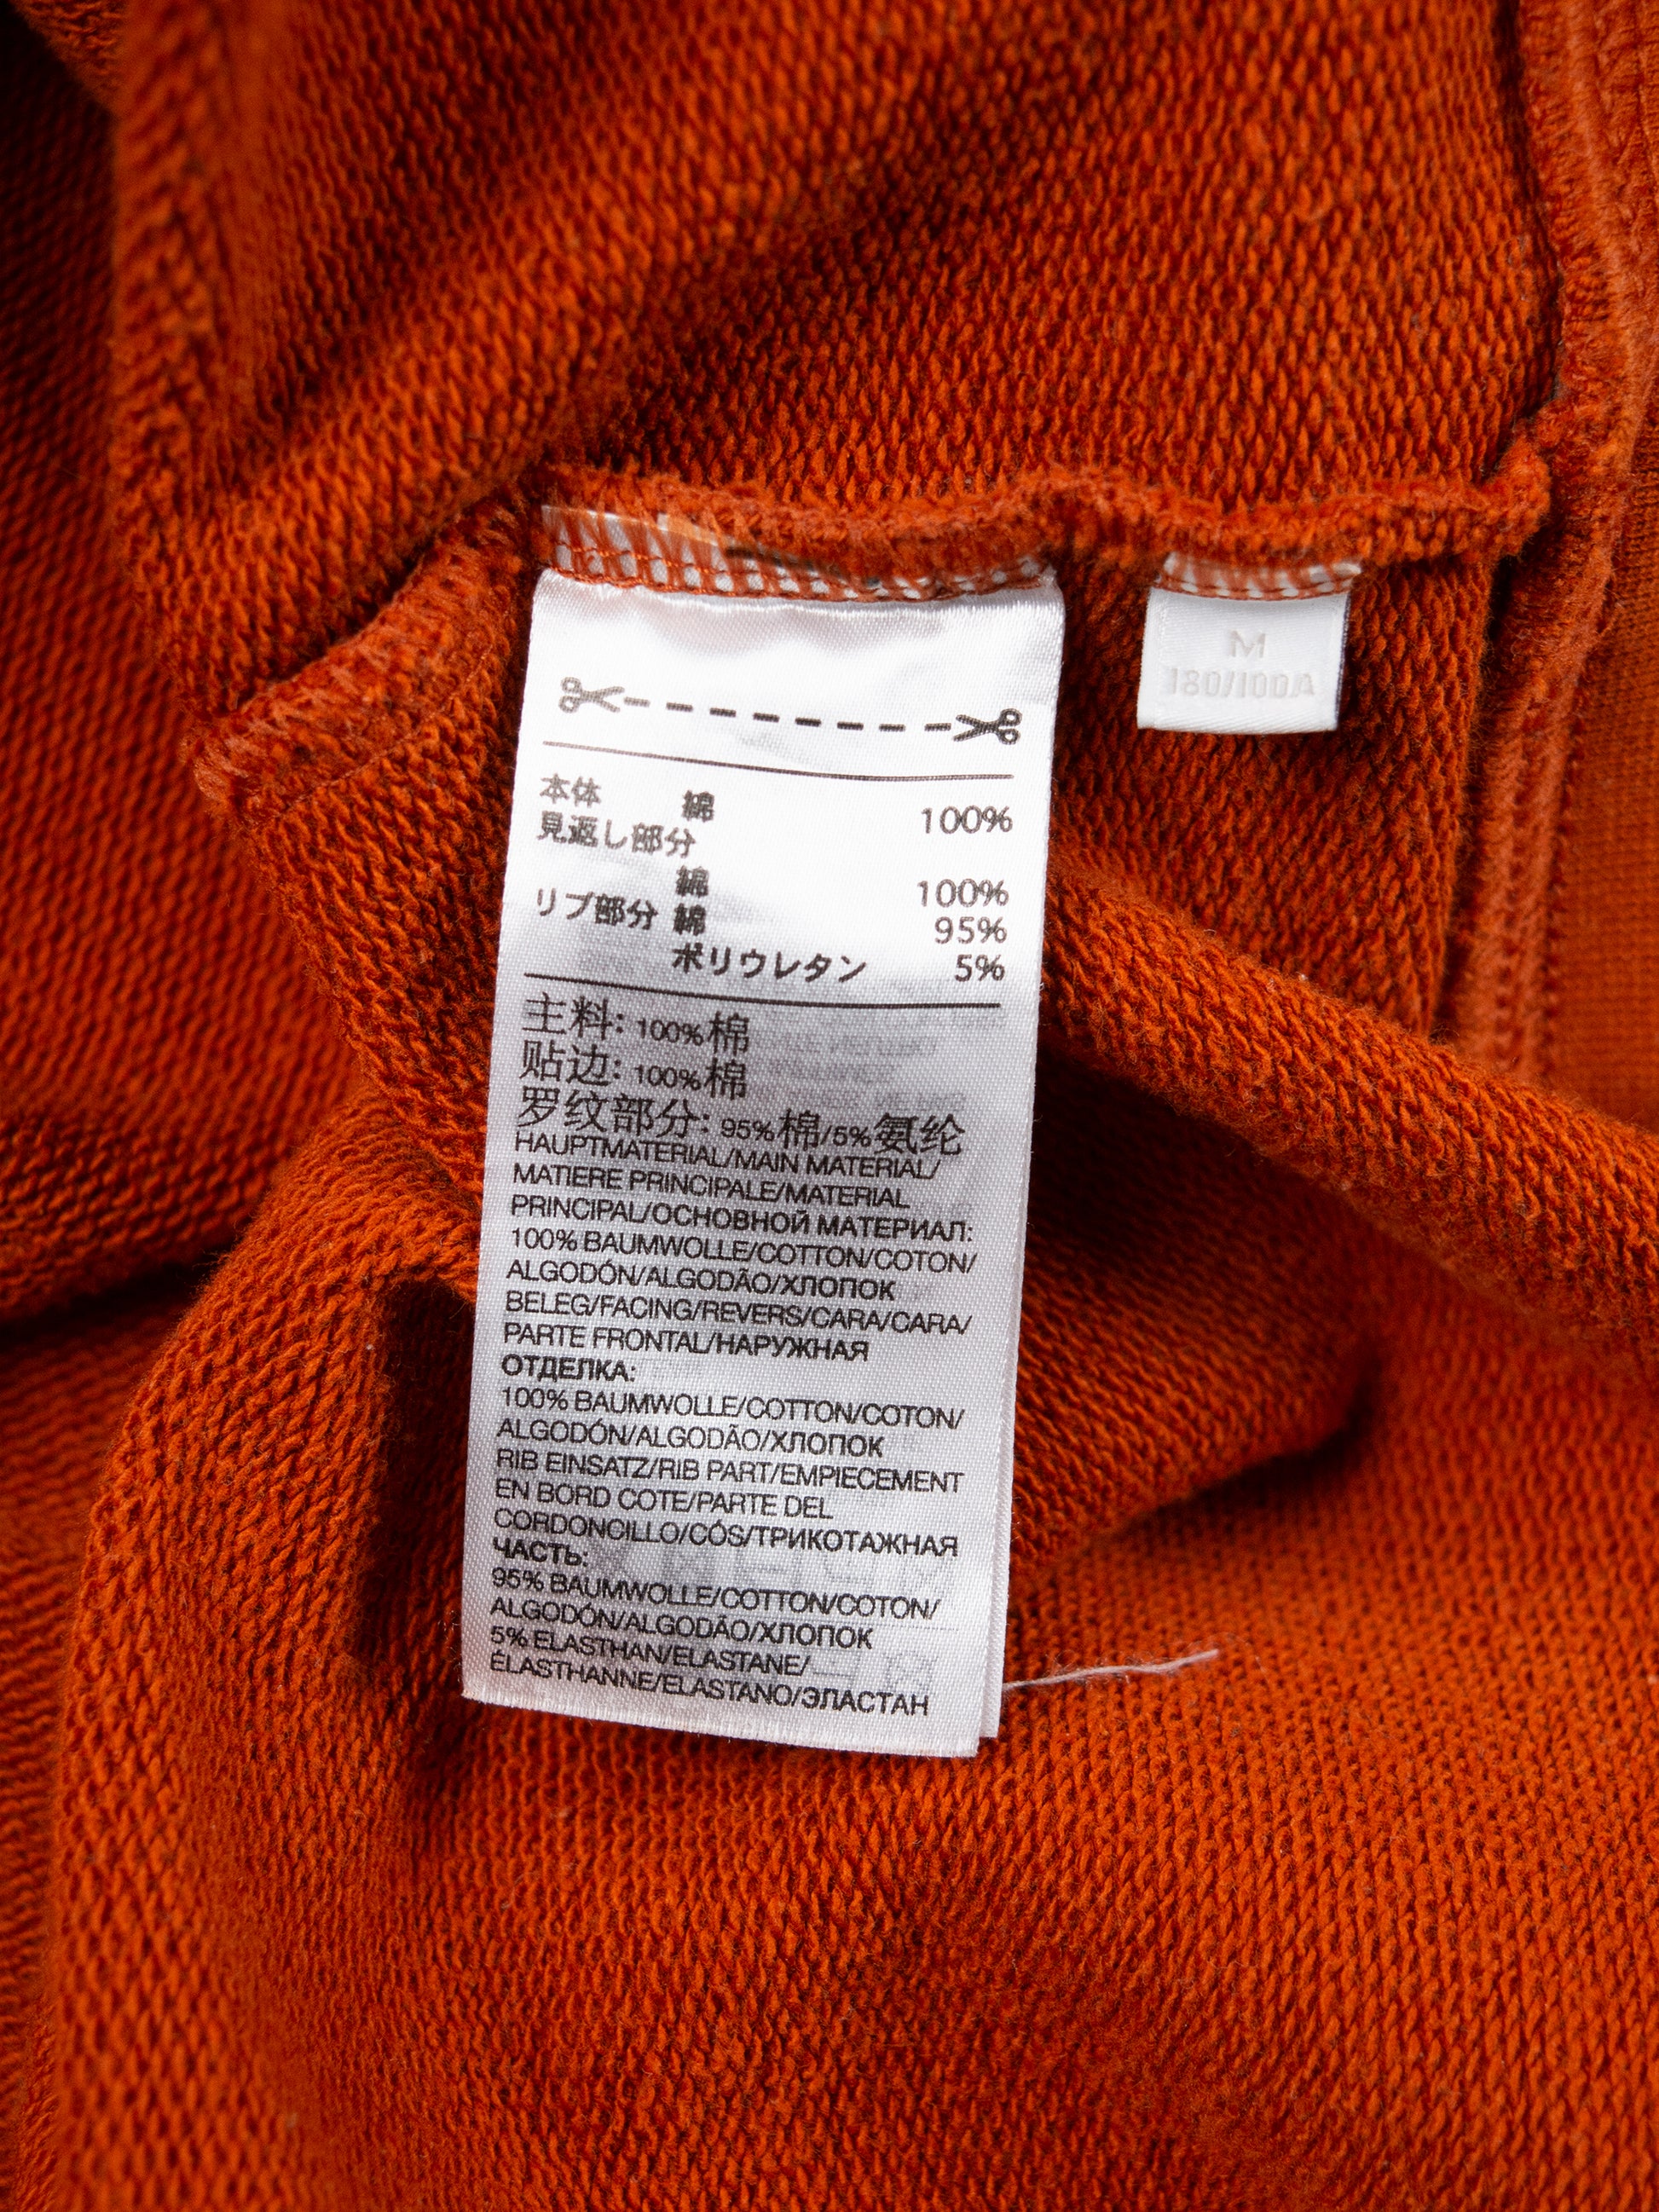 本体 綿 100%
見返し部分
綿 100%
リブ部分 綿 95%
ポリウレタン 5%
主料: 100%棉
贴边: 100%棉
罗纹部分: 95%棉/5%氨纶
HAUPTMATERIAL/MAIN MATERIAL/
MATIERE PRINCIPALE/MATERIAL
PRINCIPAL/ОСНОВНОЙ МАТЕРИАЛ:
100% BAUMWOLLE/COTTON/COTON/
ALGODÓN/ALGODÃO/ХЛОПОК
BELEG/FACING/REVERS/CARA/CARA/
PARTE FRONTAL/НАРУЖНАЯ
ОТДЕЛКА:
100% BAUMWOLLE/COTTON/COTON/
ALGODÓN/ALGODÃO/ХЛОПОК
RIB EINSATZ/RIB PART/EMPIECEMENT
EN BORD COTE/PARTE DEL
CORDONCILLO/CÓS/ТРИКОТАЖНАЯ
ЧАСТЬ:
95% BAUMWOLLE/COTTON/COTON/
ALGODÓN/ALGODÃO/ХЛОПОК
5% ELASTHAN/ELASTANE/
ÉLASTHANNE/ELASTANO/ЭЛАСТАН
M
180/100A